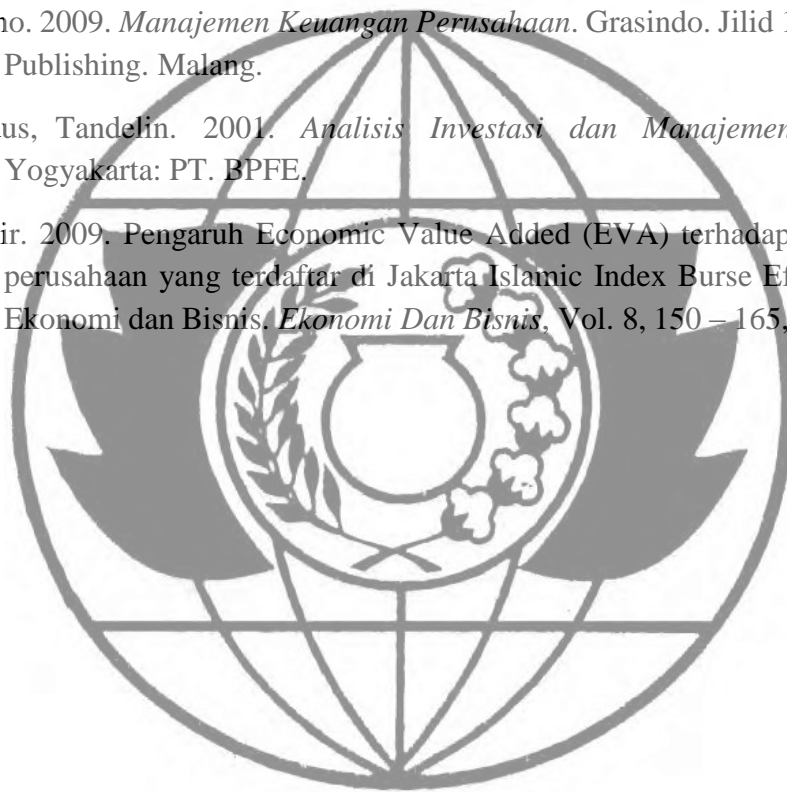 no. 2009. Manajemen Keuangan Perusahaan. Grasindo. Jilid
Publishing. Malang.
us, Tandelin. 2001. Analisis Investasi dan Manajemen
Yogyakarta: PT. BPFE.
ir. 2009. Pengaruh Economic Value Added (EVA) terhadap
perusahaan yang terdaftar di Jakarta Islamic Index Burse Ef
Ekonomi dan Bisnis. Ekonomi Dan Bisnis, Vol. 8, 150 – 165,